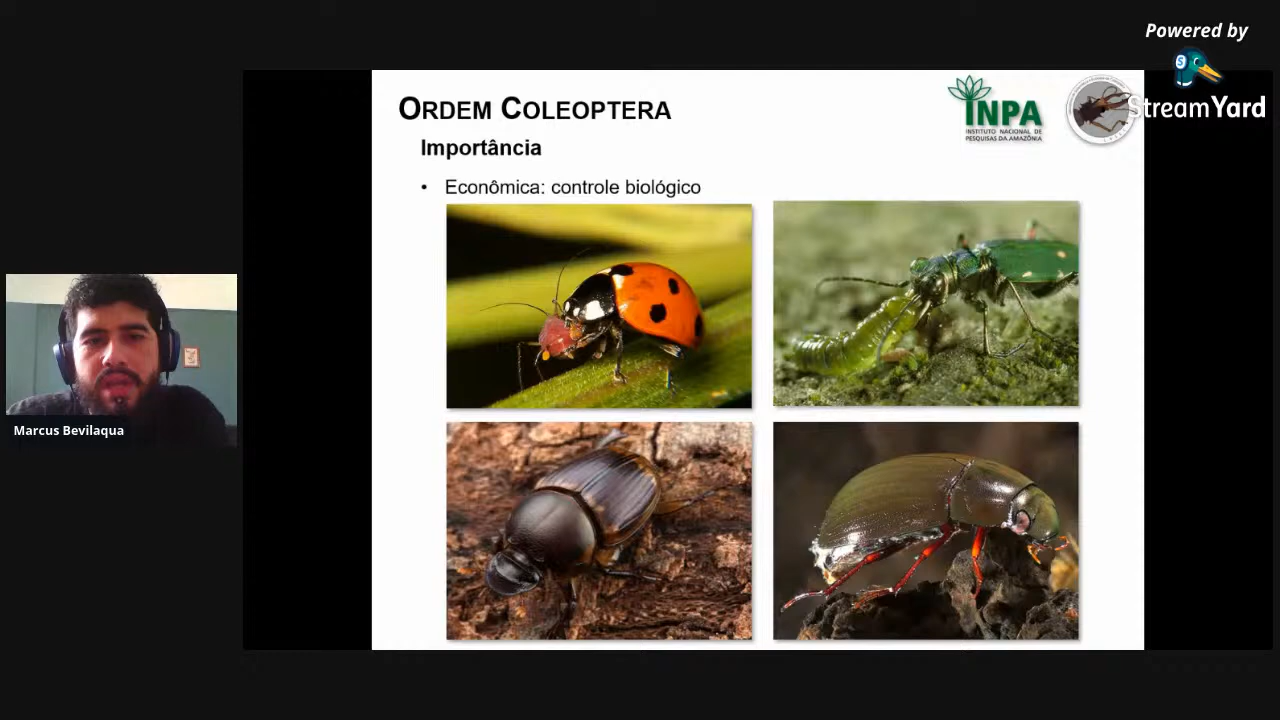 Powered by
StreamYard
ORDEM COLEOPTERA
INPA
INSTITUTO NACIONAL DE
PESQUISAS DA AMAZÔNIA
Importância
• Econômica: controle biológico
Marcus Bevilaqua